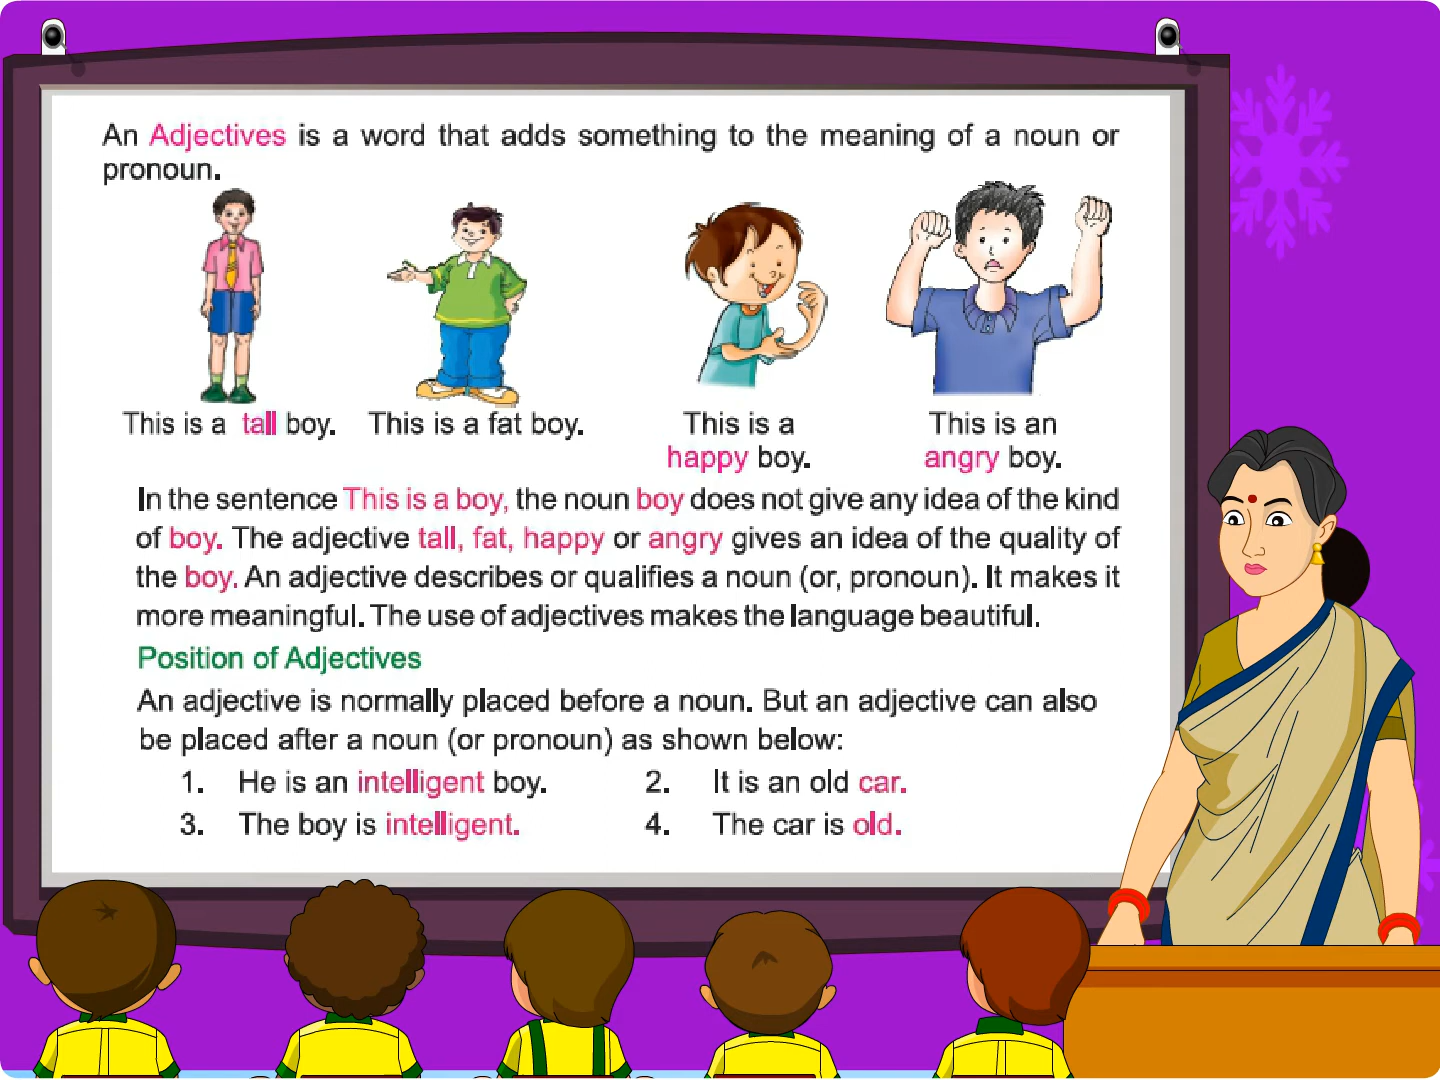 An Adjectives is a word that adds something to the meaning of a noun or
pronoun.
This is a tall boy. This is a fat boy. This is a This is an
happy boy. angry boy.
In the sentence This is a boy, the noun boy does not give any idea of the kind
of boy. The adjective tall, fat, happy or angry gives an idea of the quality of
the boy. An adjective describes or qualifies a noun (or, pronoun). It makes it
more meaningful. The use of adjectives makes the language beautiful.
Position of Adjectives
An adjective is normally placed before a noun. But an adjective can also
be placed after a noun (or pronoun) as shown below:
1. He is an intelligent boy. 2. It is an old car.
3. The boy is intelligent. 4. The car is old.